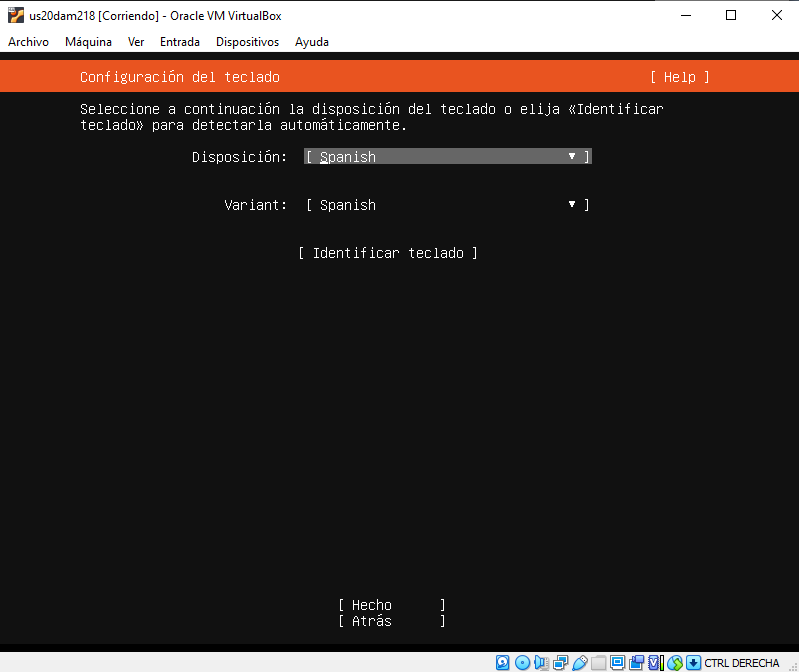 us20dam218 [Corriendo] - Oracle VM VirtualBox
Archivo Máquina Ver Entrada Dispositivos Ayuda
Configuración del teclado [ Help ]
Seleccione a continuación la disposición del teclado o elija «Identificar
teclado» para detectarla automáticamente.
Disposición: [ Spanish ▼ ]
Variant: [ Spanish ▼ ]
[ Identificar teclado ]
[ Hecho ]
[ Atrás ]
CTRL DERECHA